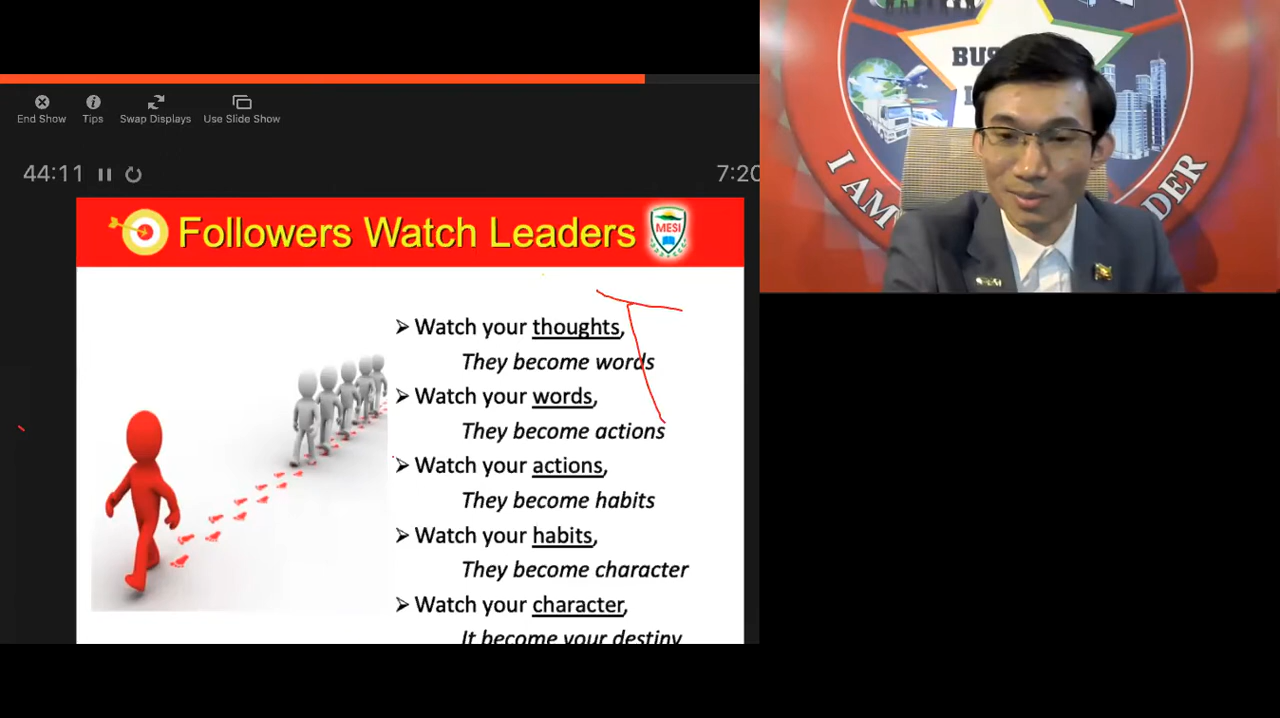 End Show
Tips
Swap Displays
Use Slide Show
44:11
7:20
Followers Watch Leaders
MESI
➢ Watch your thoughts,
They become words
➢ Watch your words,
They become actions
➢ Watch your actions,
They become habits
➢ Watch your habits,
They become character
➢ Watch your character,
It become your destiny
BUS
I AM
DER